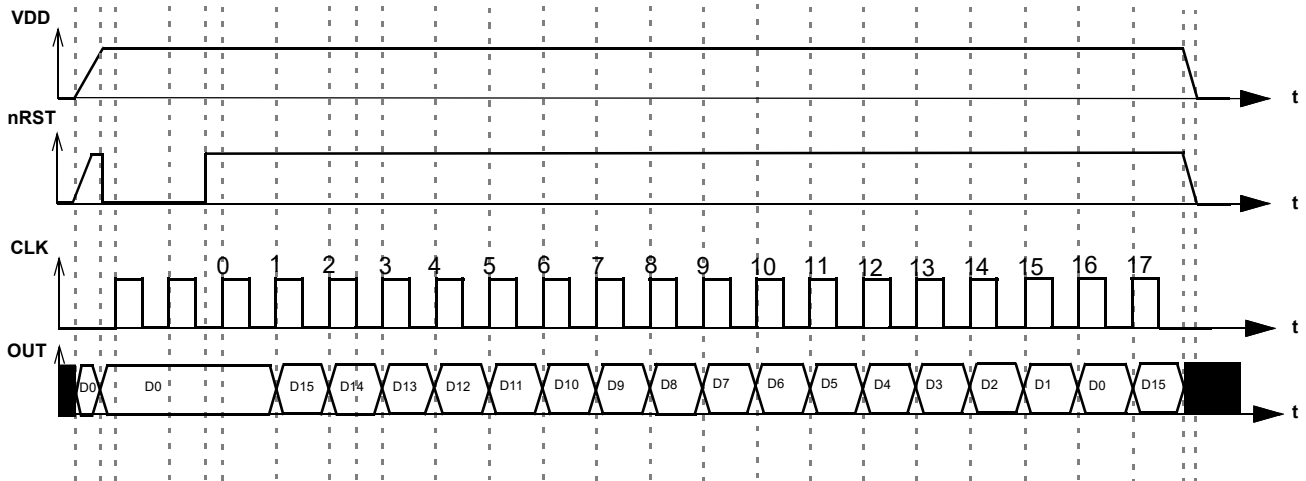 VDD
t
nRST
t
CLK
0 1 2 3 4 5 6 7 8 9 10 11 12 13 14 15 16 17
t
OUT
D0 D0 D15 D14 D13 D12 D11 D10 D9 D8 D7 D6 D5 D4 D3 D2 D1 D0 D15
t